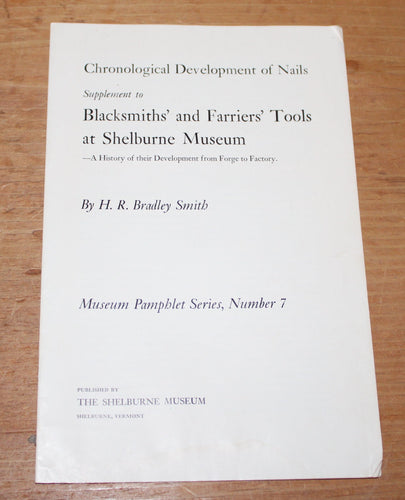 Chronological Development of Nails
Supplement to
Blacksmiths' and Farriers' Tools
at Shelburne Museum
—A History of their Development from Forge to Factory.
By H. R. Bradley Smith
Museum Pamphlet Series, Number 7
PUBLISHED BY
THE SHELBURNE MUSEUM
SHELBURNE, VERMONT